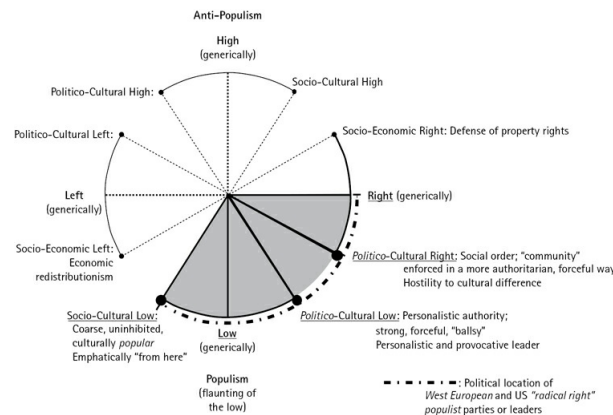 Anti-Populism
High
(generically)
Politico-Cultural High:
Socio-Cultural High
Politico-Cultural Left:
Socio-Economic Right: Defense of property rights
Left
(generically)
Right (generically)
Socio-Economic Left:
Economic
redistributionism
Politico-Cultural Right: Social order; "community"
enforced in a more authoritarian, forceful way
Hostility to cultural difference
Socio-Cultural Low:
Coarse, uninhibited,
culturally popular
Emphatically "from here"
Low
(generically)
Politico-Cultural Low: Personalistic authority;
strong, forceful, "ballsy"
Personalistic and provocative leader
Populism
(flaunting of
the low)
: Political location of
West European and US "radical right"
populist parties or leaders